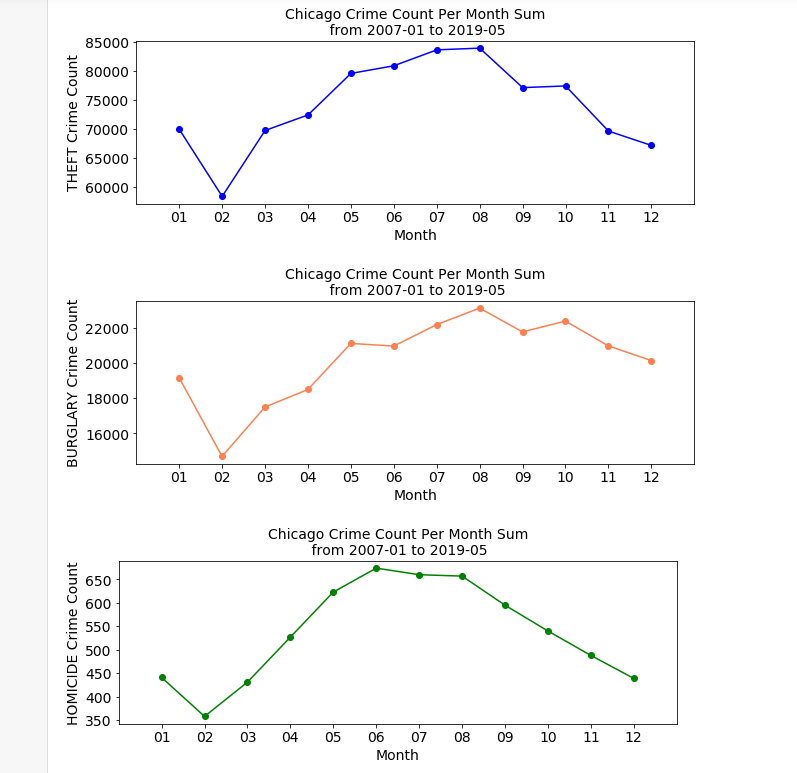 Chicago Crime Count Per Month Sum
from 2007-01 to 2019-05
THEFT Crime Count
85000
80000
75000
70000
65000
60000
01 02 03 04 05 06 07 08 09 10 11 12
Month
Chicago Crime Count Per Month Sum
from 2007-01 to 2019-05
BURGLARY Crime Count
22000
20000
18000
16000
01 02 03 04 05 06 07 08 09 10 11 12
Month
Chicago Crime Count Per Month Sum
from 2007-01 to 2019-05
HOMICIDE Crime Count
650
600
550
500
450
400
350
01 02 03 04 05 06 07 08 09 10 11 12
Month